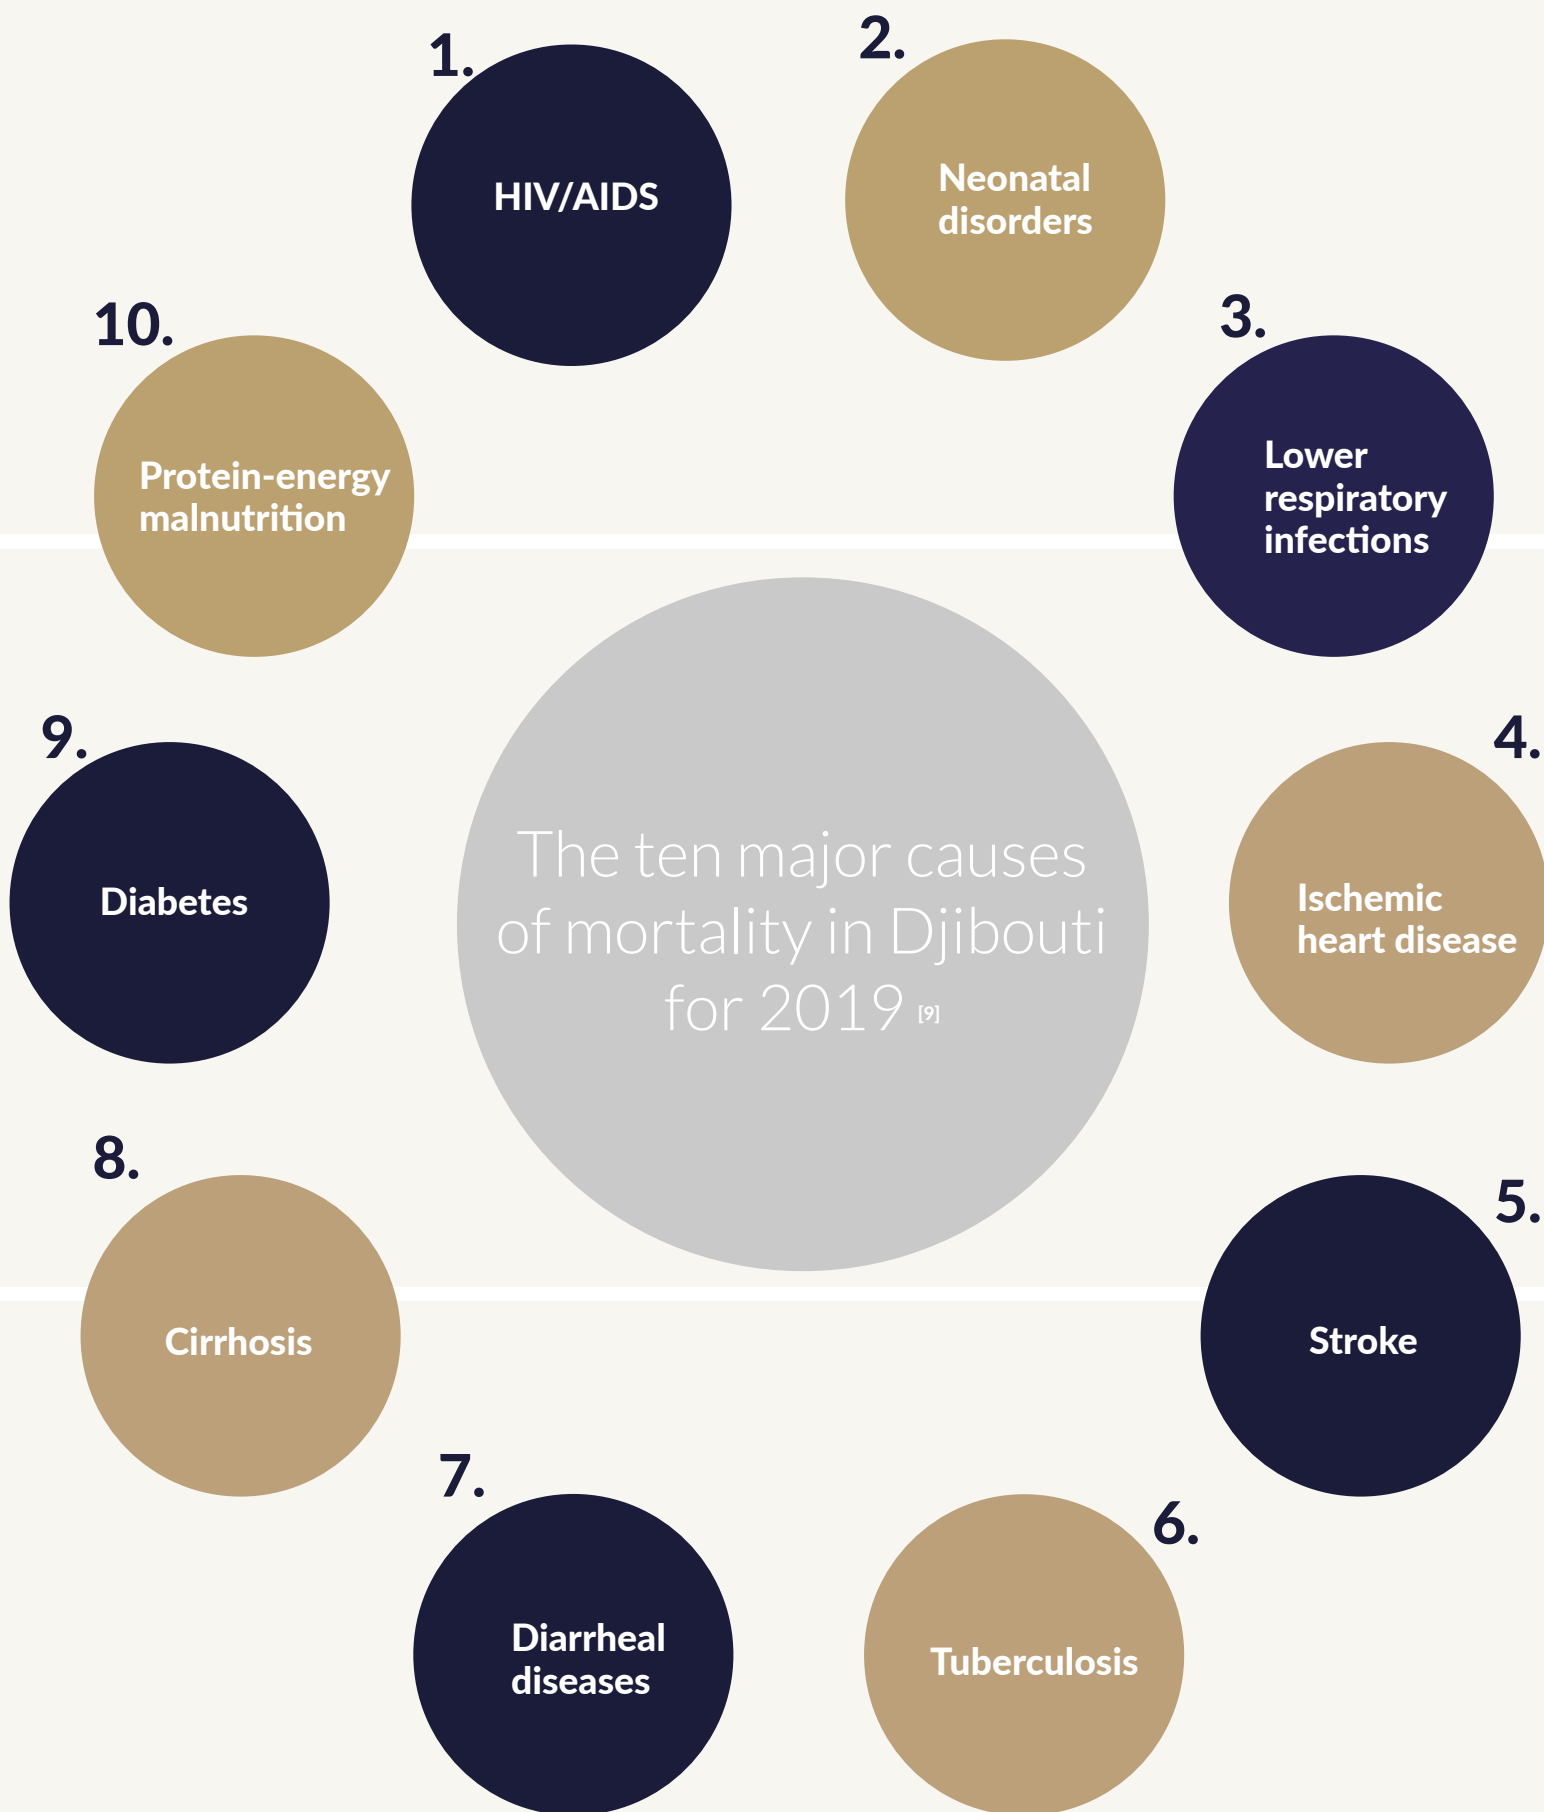 1.
HIV/AIDS
2.
Neonatal
disorders
3.
Lower
respiratory
infections
4.
Ischemic
heart disease
5.
Stroke
6.
Tuberculosis
7.
Diarrheal
diseases
8.
Cirrhosis
9.
Diabetes
10.
Protein-energy
malnutrition
The ten major causes
of mortality in Djibouti
for 2019 [9]